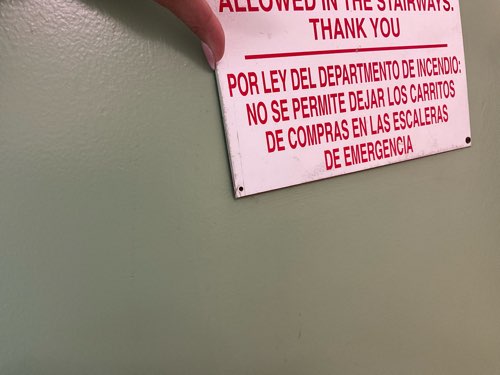 ALLOWED IN THE STAIRWAYS.
THANK YOU
POR LEY DEL DEPARTMENTO DE INCENDIO:
NO SE PERMITE DEJAR LOS CARRITOS
DE COMPRAS EN LAS ESCALERAS
DE EMERGENCIA